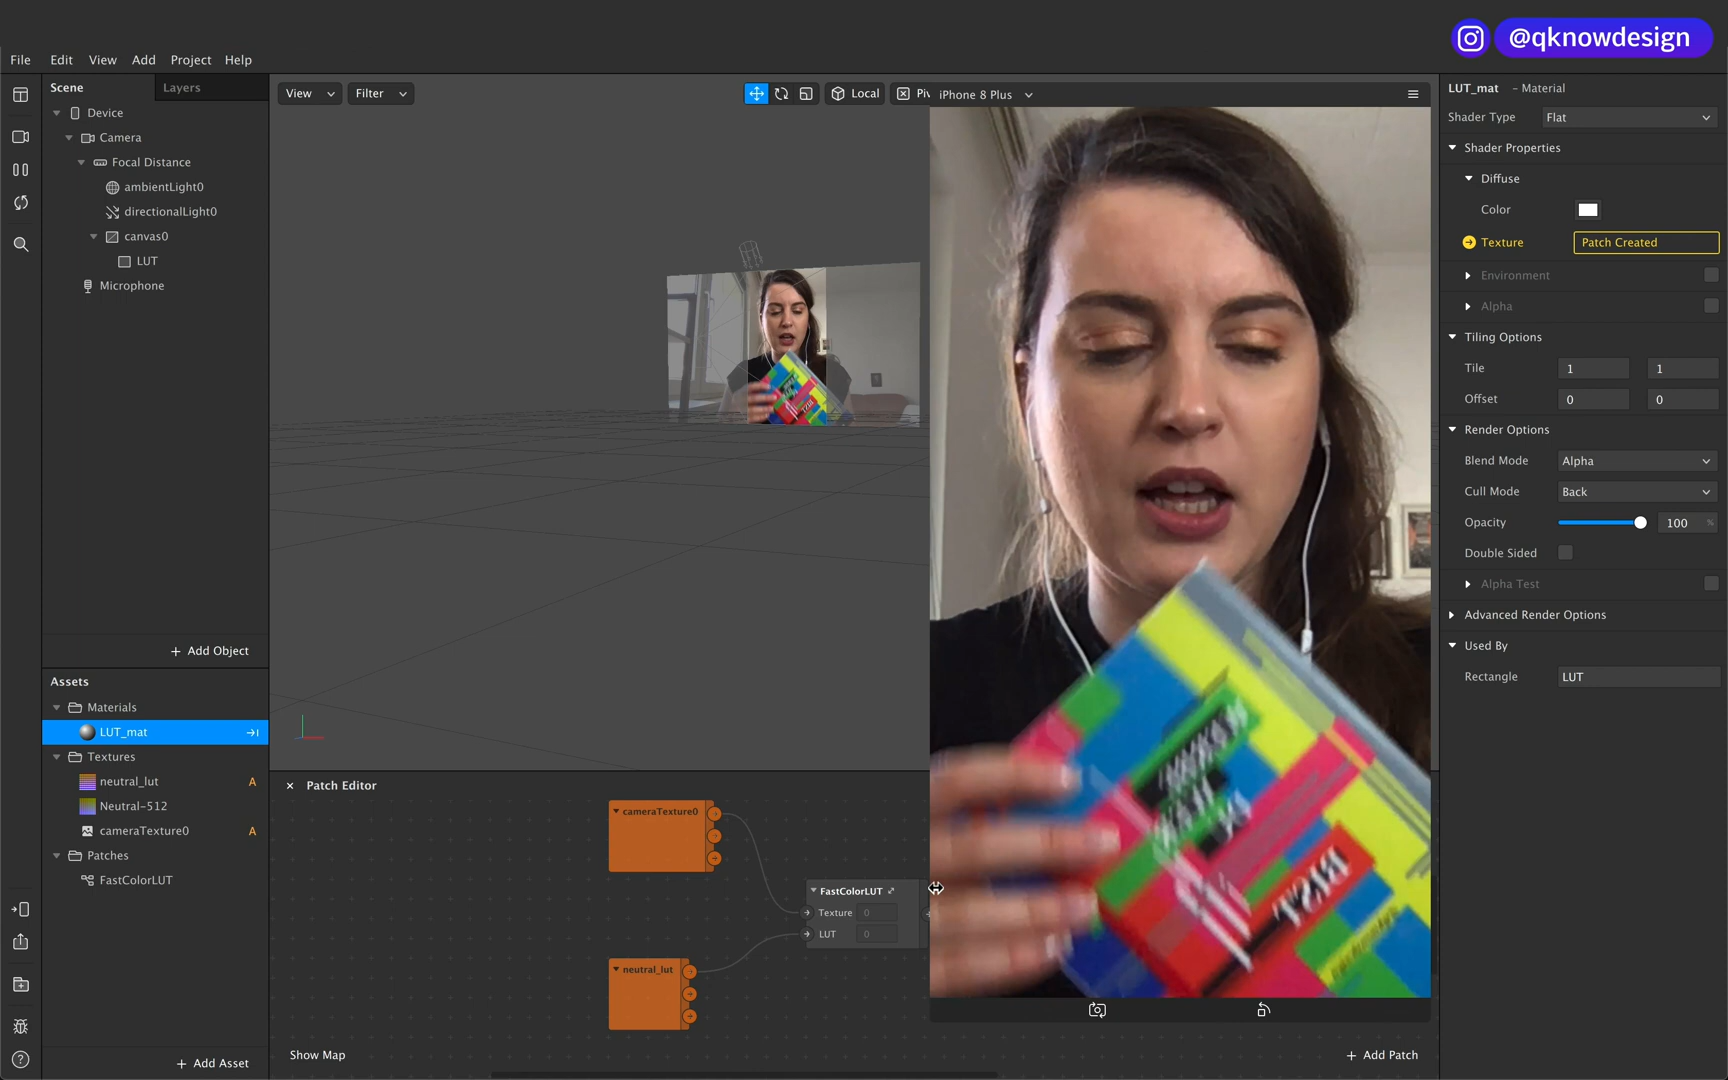 @qknowdesign
File Edit View Add Project Help
Scene Layers
Device
Camera
Focal Distance
ambientLight0
directionalLight0
canvas0
LUT
Microphone
+ Add Object
Assets
Materials
LUT_mat
Textures
neutral_lut A
Neutral-512
cameraTexture0 A
Patches
FastColorLUT
+ Add Asset
View Filter Local Piv iPhone 8 Plus
Patch Editor
cameraTexture0
FastColorLUT
Texture 0
LUT 0
neutral_lut
Show Map
+ Add Patch
LUT_mat - Material
Shader Type Flat
Shader Properties
Diffuse
Color
Texture Patch Created
Environment
Alpha
Tiling Options
Tile 1 1
Offset 0 0
Render Options
Blend Mode Alpha
Cull Mode Back
Opacity 100 %
Double Sided
Alpha Test
Advanced Render Options
Used By
Rectangle LUT